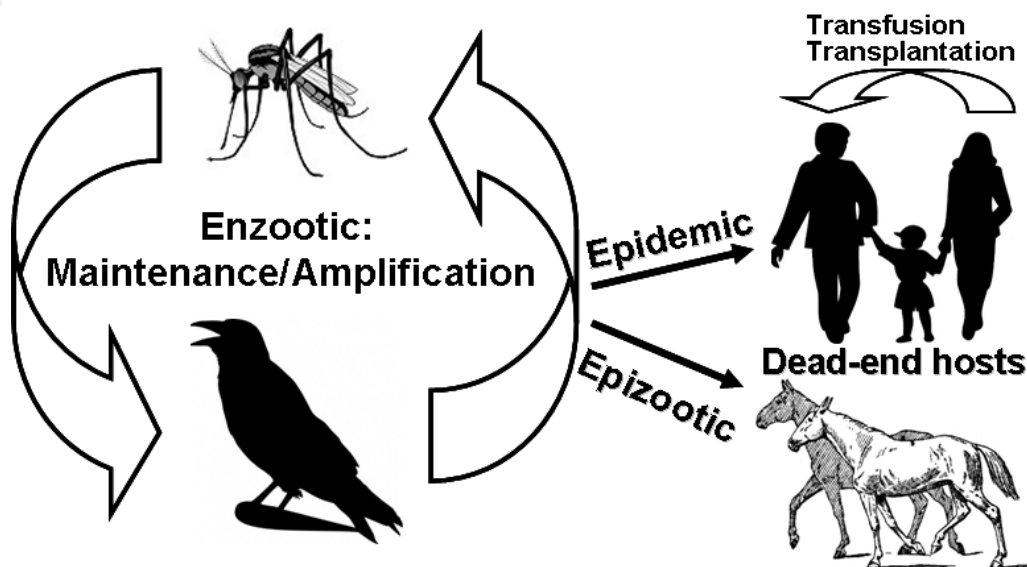 Transfusion
Transplantation
Enzootic:
Maintenance/Amplification
Epidemic
Epizootic
Dead-end hosts